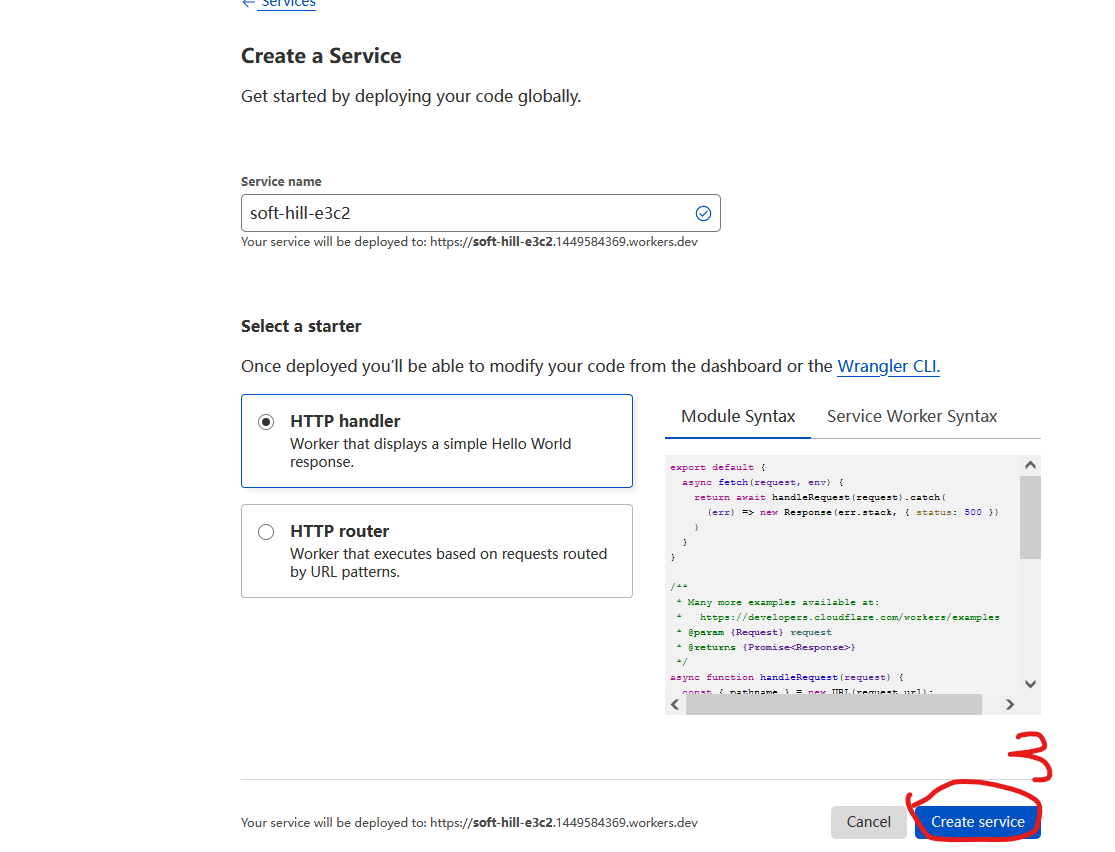 ← Services
Create a Service
Get started by deploying your code globally.
Service name
soft-hill-e3c2
Your service will be deployed to: https://soft-hill-e3c2.1449584369.workers.dev
Select a starter
Once deployed you'll be able to modify your code from the dashboard or the Wrangler CLI.
HTTP handler
Worker that displays a simple Hello World
response.
HTTP router
Worker that executes based on requests routed
by URL patterns.
Module Syntax Service Worker Syntax
export default {
  async fetch(request, env) {
    return await handleRequest(request).catch(
      (err) => new Response(err.stack, { status: 500 })
    )
  }
}
/**
 * Many more examples available at:
 *   https://developers.cloudflare.com/workers/examples
 * @param {Request} request
 * @returns {Promise<Response>}
 */
async function handleRequest(request) {
  const { pathname } = new URL(request.url);
3
Your service will be deployed to: https://soft-hill-e3c2.1449584369.workers.dev
Cancel
Create service